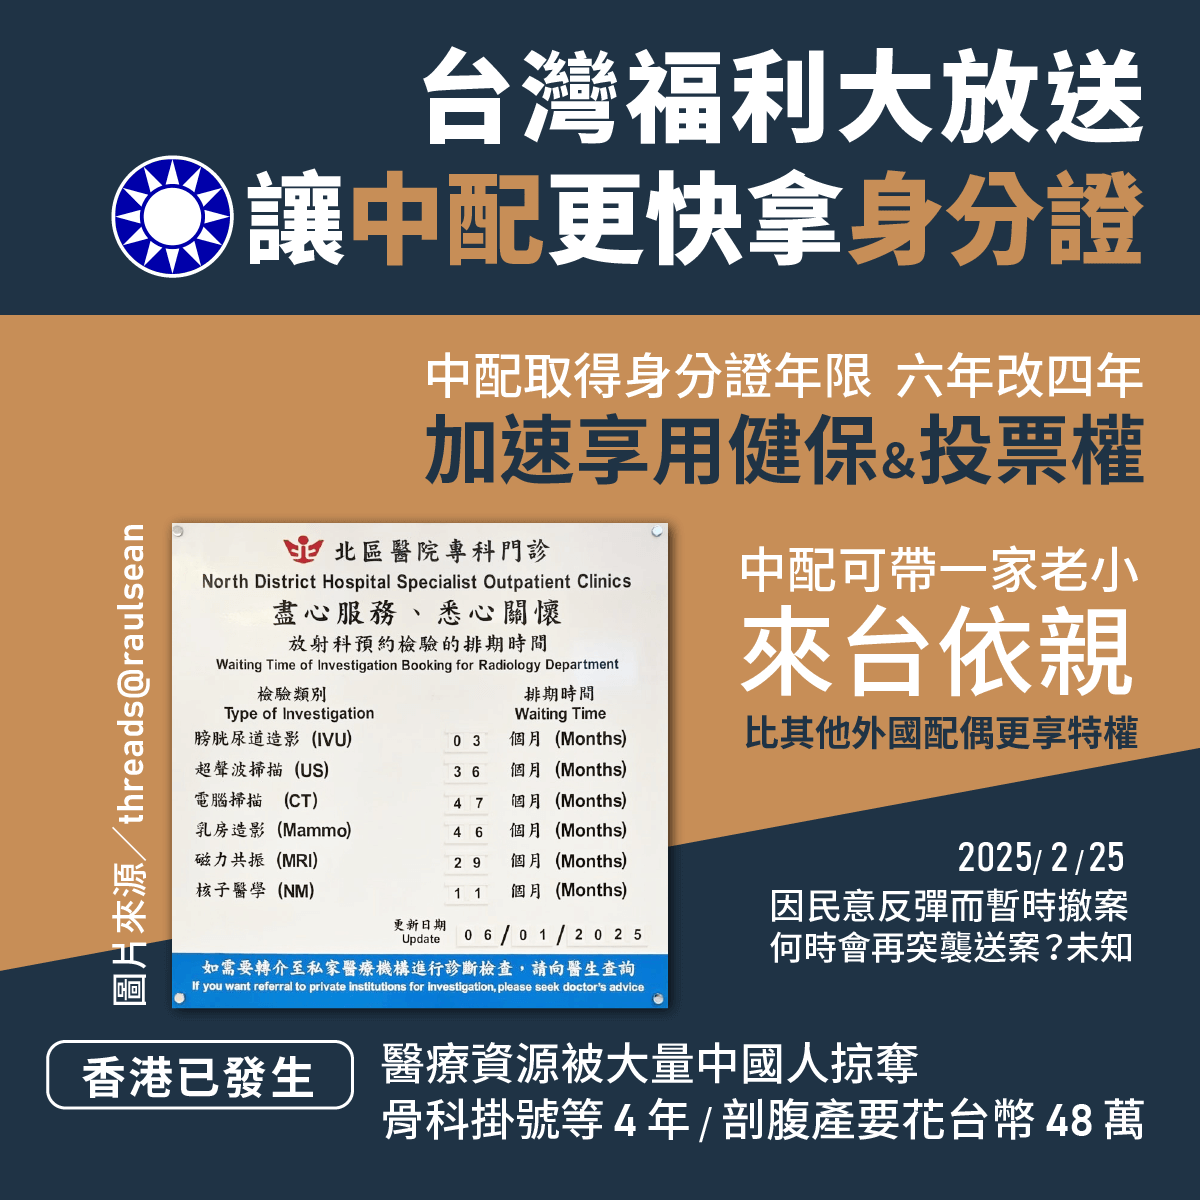 台灣福利大放送
讓中配更快拿身分證
中配取得身分證年限 六年改四年
加速享用健保&投票權
中配可帶一家老小
來台依親
比其他外國配偶更享特權
圖片來源／threads@raulsean
北區醫院專科門診
North District Hospital Specialist Outpatient Clinics
盡心服務、悉心關懷
放射科預約檢驗的排期時間
Waiting Time of Investigation Booking for Radiology Department
檢驗類別 排期時間
Type of Investigation Waiting Time
膀胱尿道造影 (IVU) 03 個月 (Months)
超聲波掃描 (US) 36 個月 (Months)
電腦掃描 (CT) 47 個月 (Months)
乳房造影 (Mammo) 46 個月 (Months)
磁力共振 (MRI) 29 個月 (Months)
核子醫學 (NM) 11 個月 (Months)
更新日期
Update 06/01/2025
如需要轉介至私家醫療機構進行診斷檢查，請向醫生查詢
If you want referral to private institutions for investigation, please seek doctor's advice
2025/ 2 / 25
因民意反彈而暫時撤案
何時會再突襲送案？未知
香港已發生
醫療資源被大量中國人掠奪
骨科掛號等 4 年 / 剖腹產要花台幣 48 萬